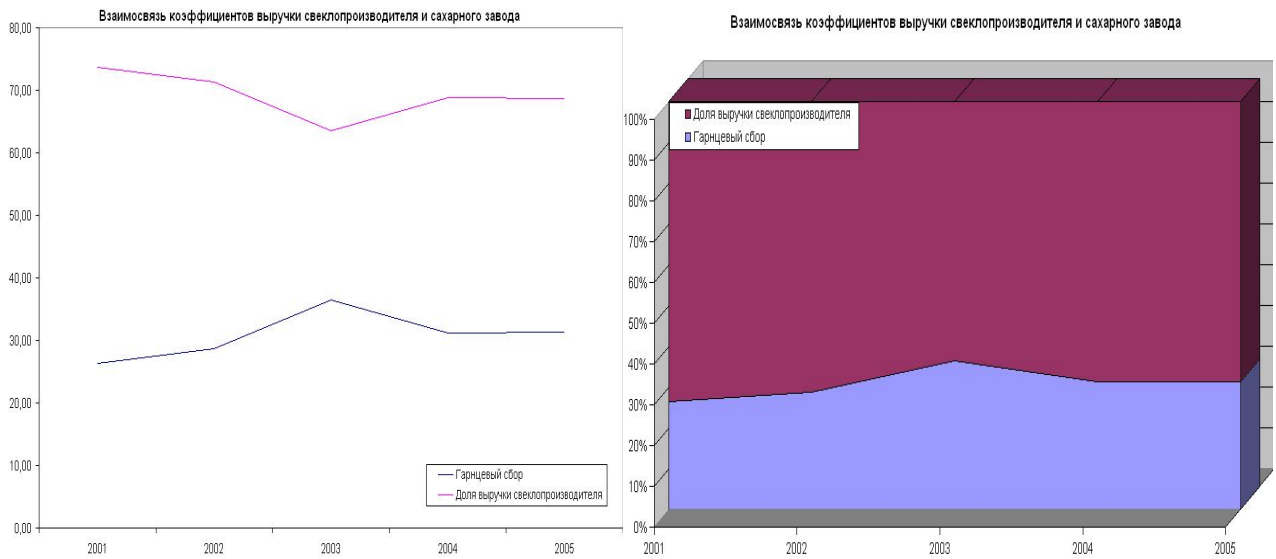 Взаимосвязь коэффициентов выручки свеклопроизводителя и сахарного завода
80,00
70,00
60,00
50,00
40,00
30,00
20,00
10,00
0,00
2001 2002 2003 2004 2005
Гарнцевый сбор
Доля выручки свеклопроизводителя
Взаимосвязь коэффициентов выручки свеклопроизводителя и сахарного завода
Доля выручки свеклопроизводителя
Гарнцевый сбор
100%
90%
80%
70%
60%
50%
40%
30%
20%
10%
0%
2001 2002 2003 2004 2005